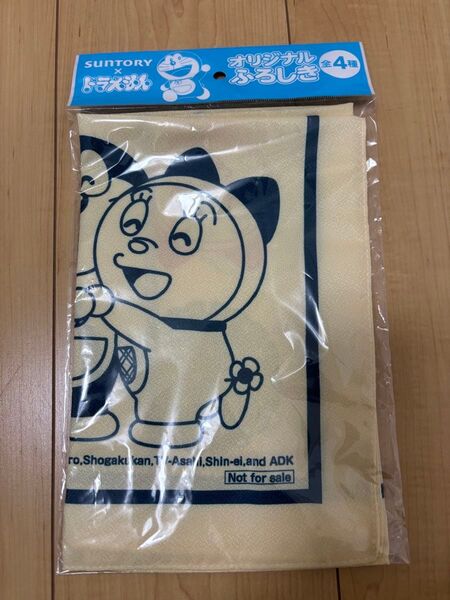 SUNTORY
×
ドラえもん
オリジナル
ふろしき
全4種
ro,Shogakukan,TV-Asahi,Shin-ei,and ADK
Not for sale